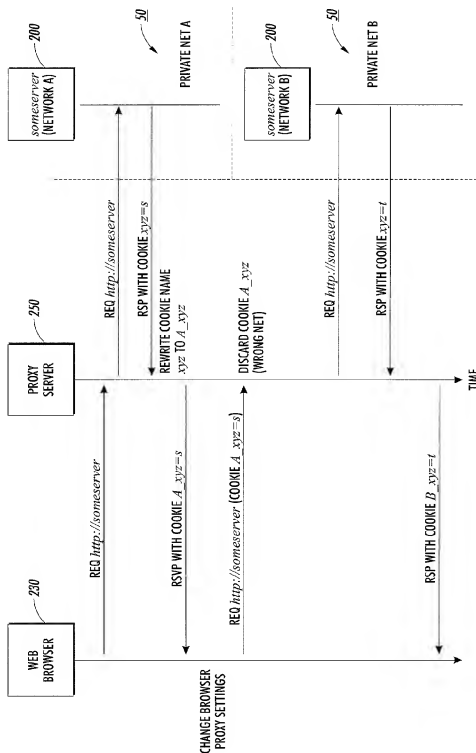 WEB
BROWSER
230
PROXY
SERVER
250
someserver
(NETWORK A)
200
50
PRIVATE NET A
REQ http://someserver
REQ http://someserver
RSP WITH COOKIE xyz=s
REWRITE COOKIE NAME
xyz TO A_xyz
RSVP WITH COOKIE A_xyz=s
CHANGE BROWSER
PROXY SETTINGS
REQ http://someserver (COOKIE A_xyz=s)
DISCARD COOKIE A_xyz
(WRONG NET)
someserver
(NETWORK B)
200
50
PRIVATE NET B
REQ http://someserver
RSP WITH COOKIE xyz=t
RSP WITH COOKIE B_xyz=t
TIME